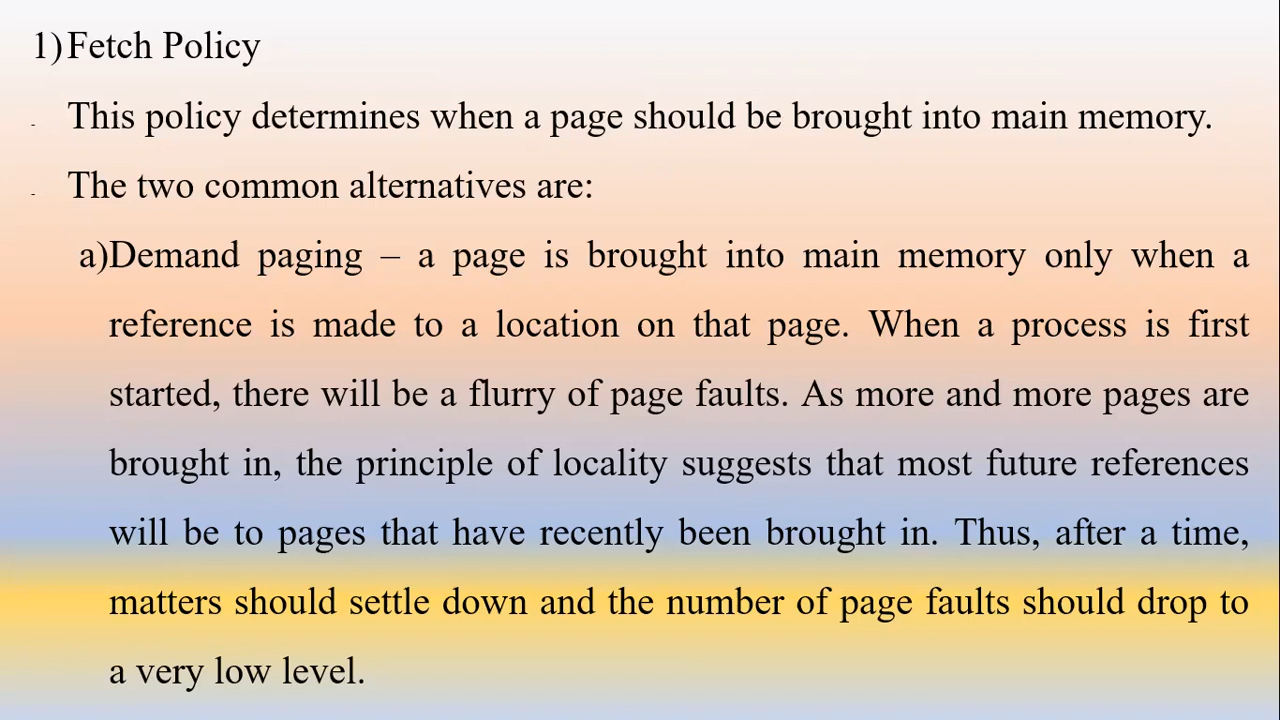 1) Fetch Policy
- This policy determines when a page should be brought into main memory.
- The two common alternatives are:
a) Demand paging – a page is brought into main memory only when a
reference is made to a location on that page. When a process is first
started, there will be a flurry of page faults. As more and more pages are
brought in, the principle of locality suggests that most future references
will be to pages that have recently been brought in. Thus, after a time,
matters should settle down and the number of page faults should drop to
a very low level.